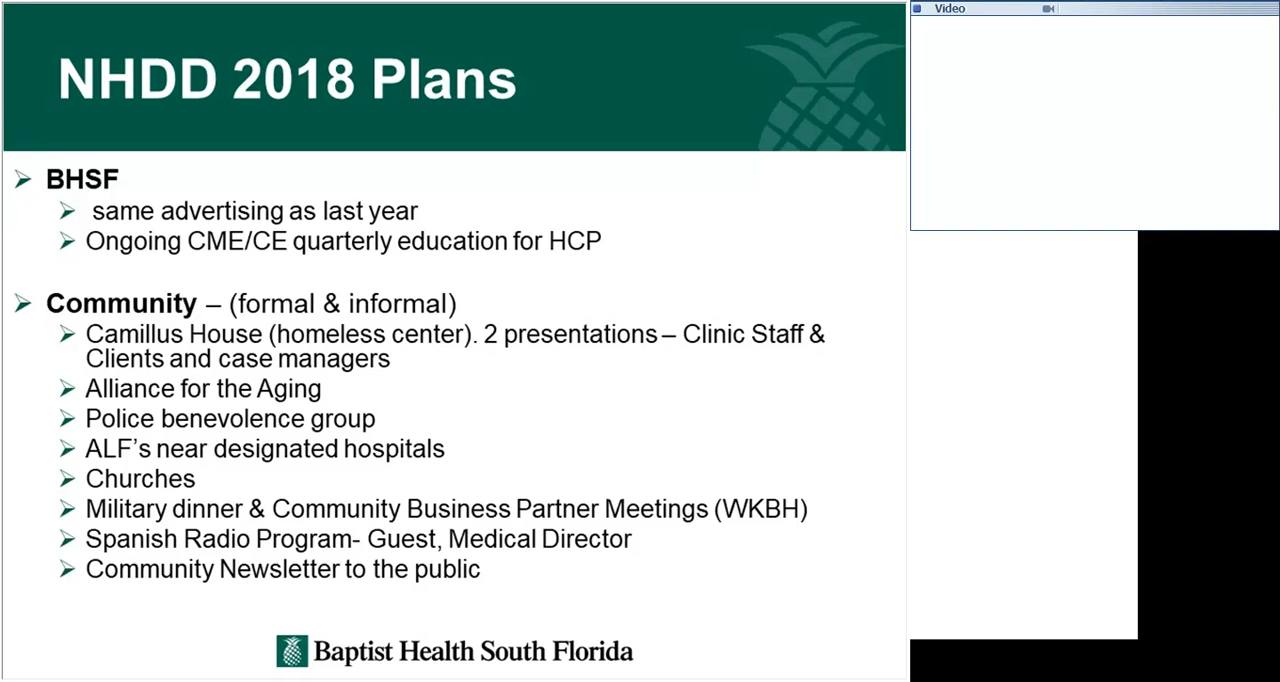 NHDD 2018 Plans
Video
BHSF
same advertising as last year
Ongoing CME/CE quarterly education for HCP
Community – (formal & informal)
Camillus House (homeless center). 2 presentations – Clinic Staff &
Clients and case managers
Alliance for the Aging
Police benevolence group
ALF’s near designated hospitals
Churches
Military dinner & Community Business Partner Meetings (WKBH)
Spanish Radio Program- Guest, Medical Director
Community Newsletter to the public
Baptist Health South Florida